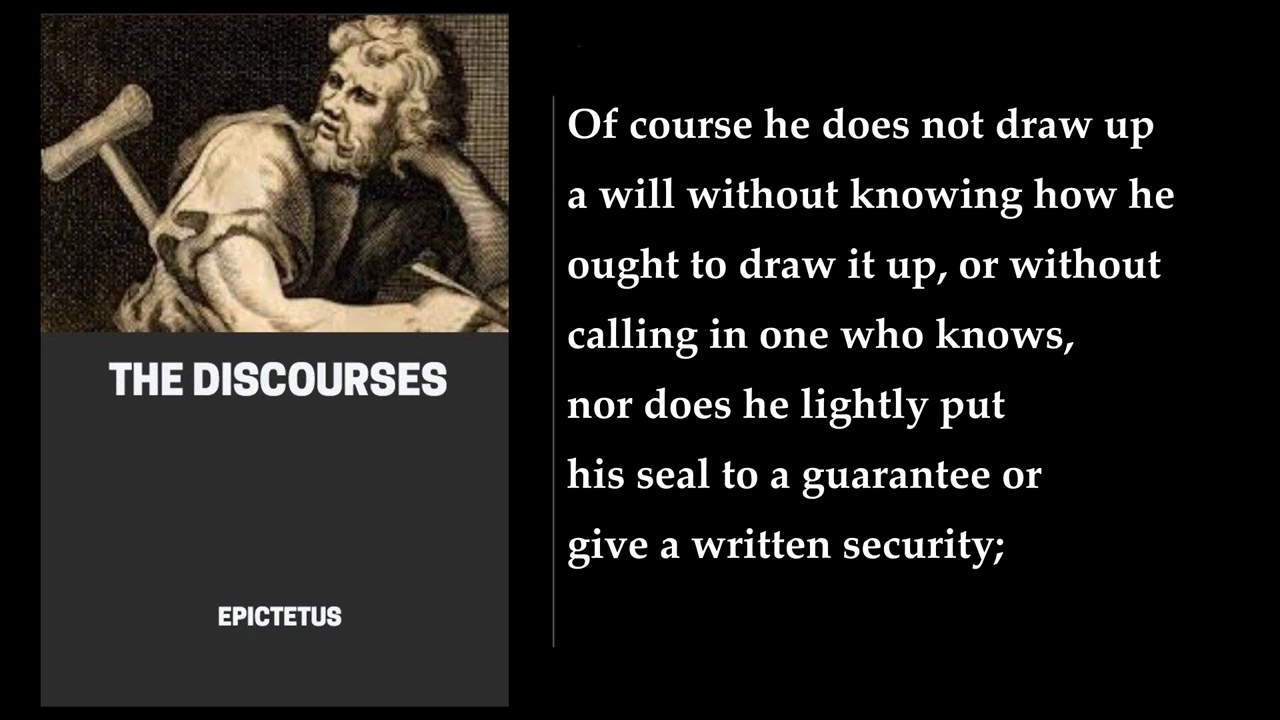 THE DISCOURSES
EPICTETUS
Of course he does not draw up
a will without knowing how he
ought to draw it up, or without
calling in one who knows,
nor does he lightly put
his seal to a guarantee or
give a written security;